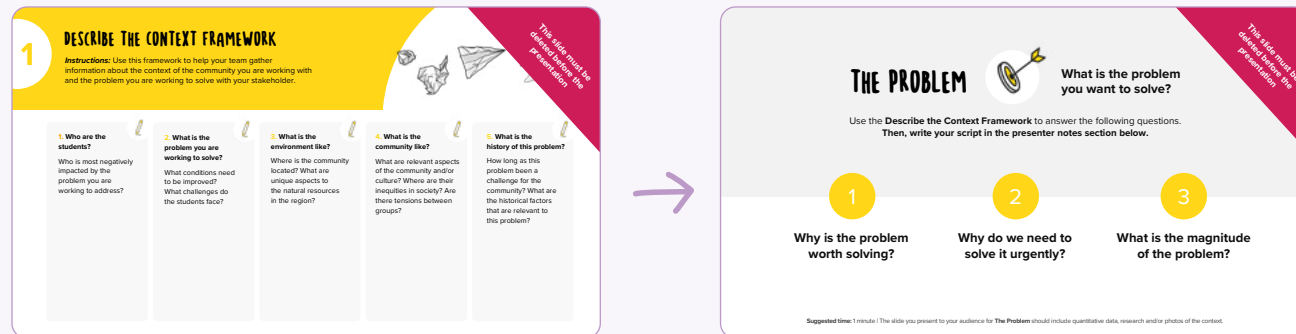 1
DESCRIBE THE CONTEXT FRAMEWORK
Instructions: Use this framework to help your team gather
information about the context of the community you are working with
and the problem you are working to solve with your stakeholder.
This slide must be
deleted before the
presentation
1. Who are the
students?
Who is most negatively
impacted by the
problem you are
working to address?
2. What is the
problem you are
working to solve?
What conditions need
to be improved?
What challenges do
the students face?
3. What is the
environment like?
Where is the community
located? What are
unique aspects to
the natural resources
in the region?
4. What is the
community like?
What are relevant aspects
of the community and/or
culture? Where are their
inequities in society? Are
there tensions between
groups?
5. What is the
history of this problem?
How long as this
problem been a
challenge for the
community? What are
the historical factors
that are relevant to
this problem?
THE PROBLEM
What is the problem
you want to solve?
This slide must be
deleted before the
presentation
Use the Describe the Context Framework to answer the following questions.
Then, write your script in the presenter notes section below.
1
Why is the problem
worth solving?
2
Why do we need to
solve it urgently?
3
What is the magnitude
of the problem?
Suggested time: 1 minute | The slide you present to your audience for The Problem should include quantitative data, research and/or photos of the context.